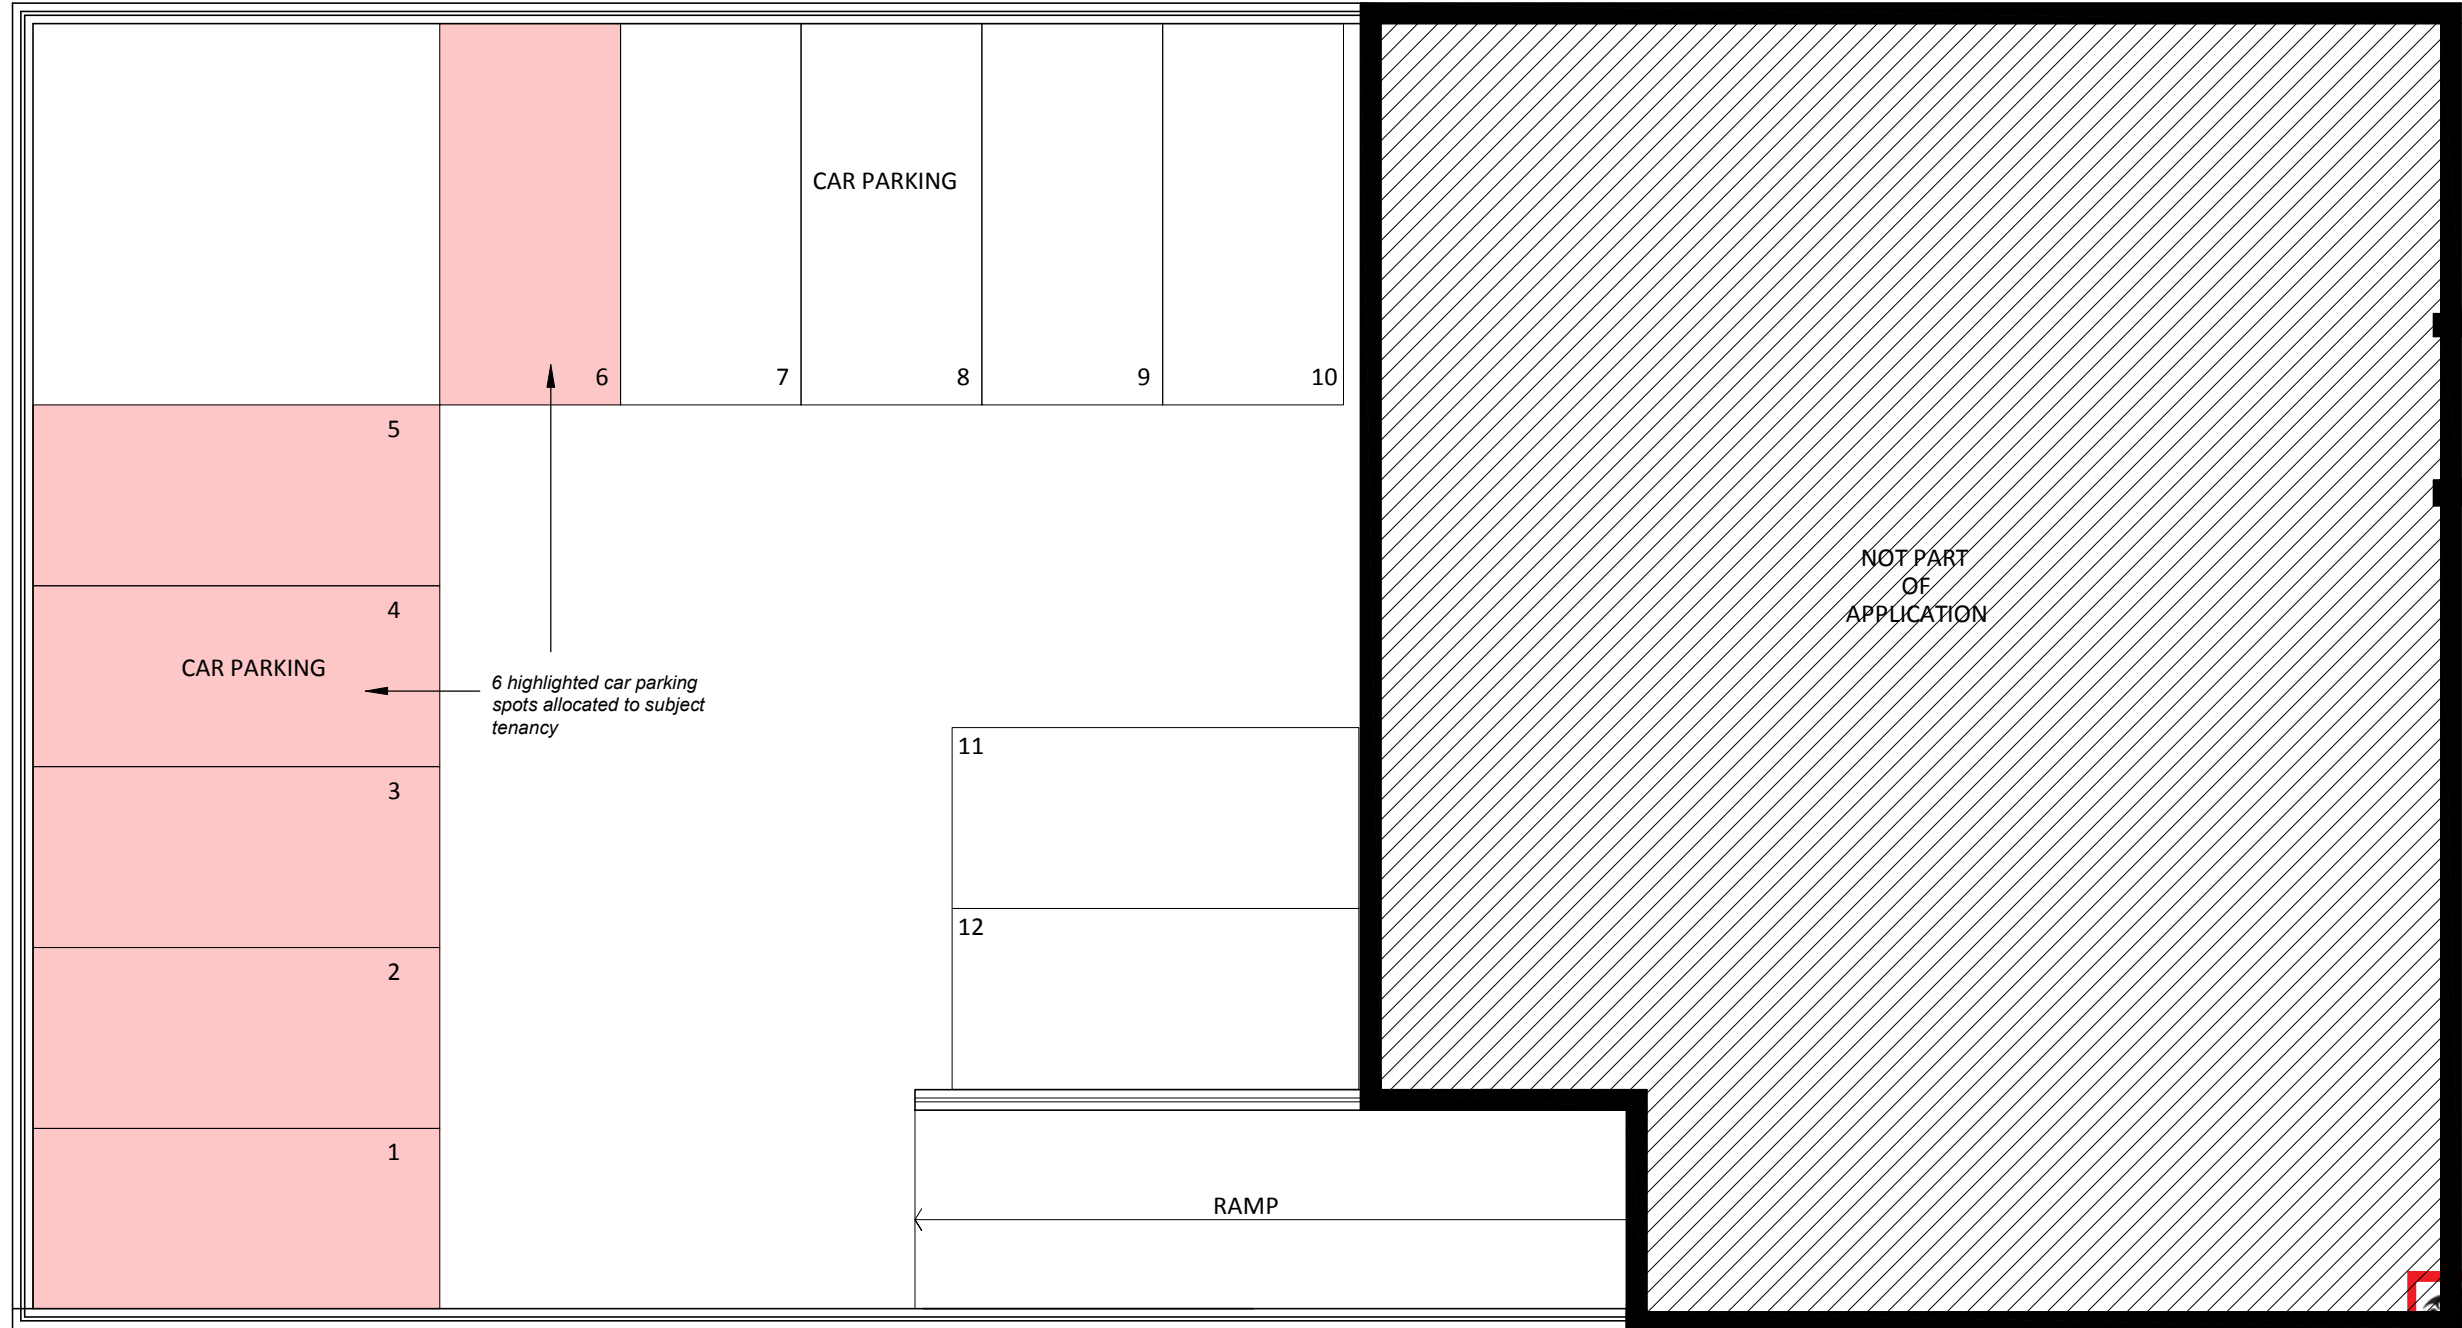 CAR PARKING
6
7
8
9
10
5
4
CAR PARKING
6 highlighted car parking
spots allocated to subject
tenancy
3
2
1
11
12
RAMP
NOT PART
OF
APPLICATION